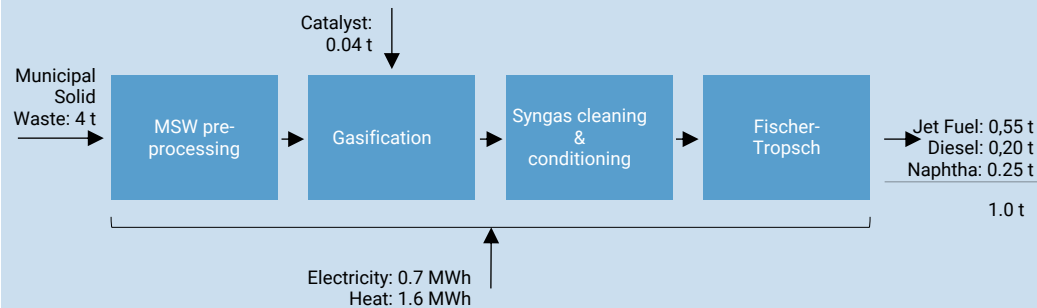 Catalyst:
0.04 t
Municipal
Solid
Waste: 4 t
MSW pre-
processing
Gasification
Syngas cleaning
&
conditioning
Fischer-
Tropsch
Jet Fuel: 0,55 t
Diesel: 0,20 t
Naphtha: 0.25 t
1.0 t
Electricity: 0.7 MWh
Heat: 1.6 MWh